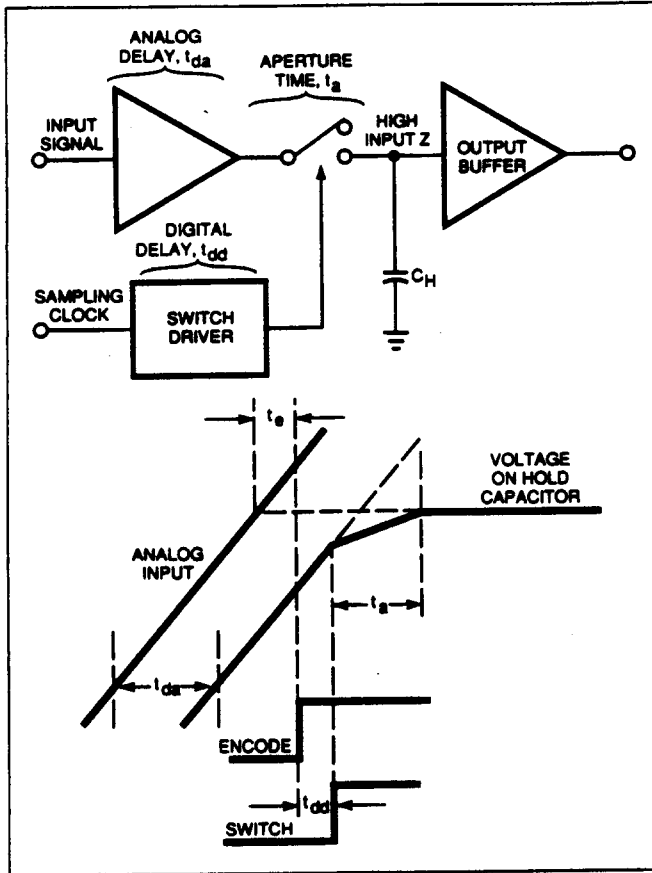 ANALOG
DELAY, tda
APERTURE
TIME, ta
INPUT
SIGNAL
HIGH
INPUT Z
OUTPUT
BUFFER
DIGITAL
DELAY, tdd
CH
SAMPLING
CLOCK
SWITCH
DRIVER
te
VOLTAGE
ON HOLD
CAPACITOR
ANALOG
INPUT
ta
tda
ENCODE
tdd
SWITCH